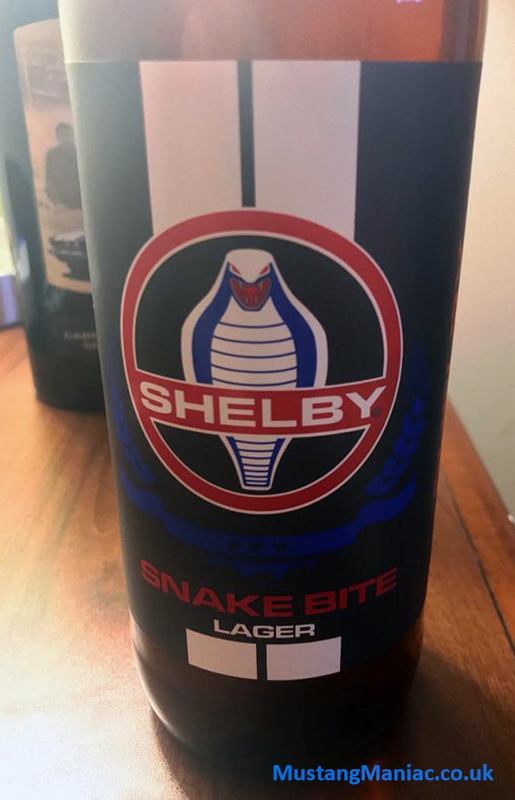 SHELBY®
SNAKE BITE
LAGER
MustangManiac.co.uk